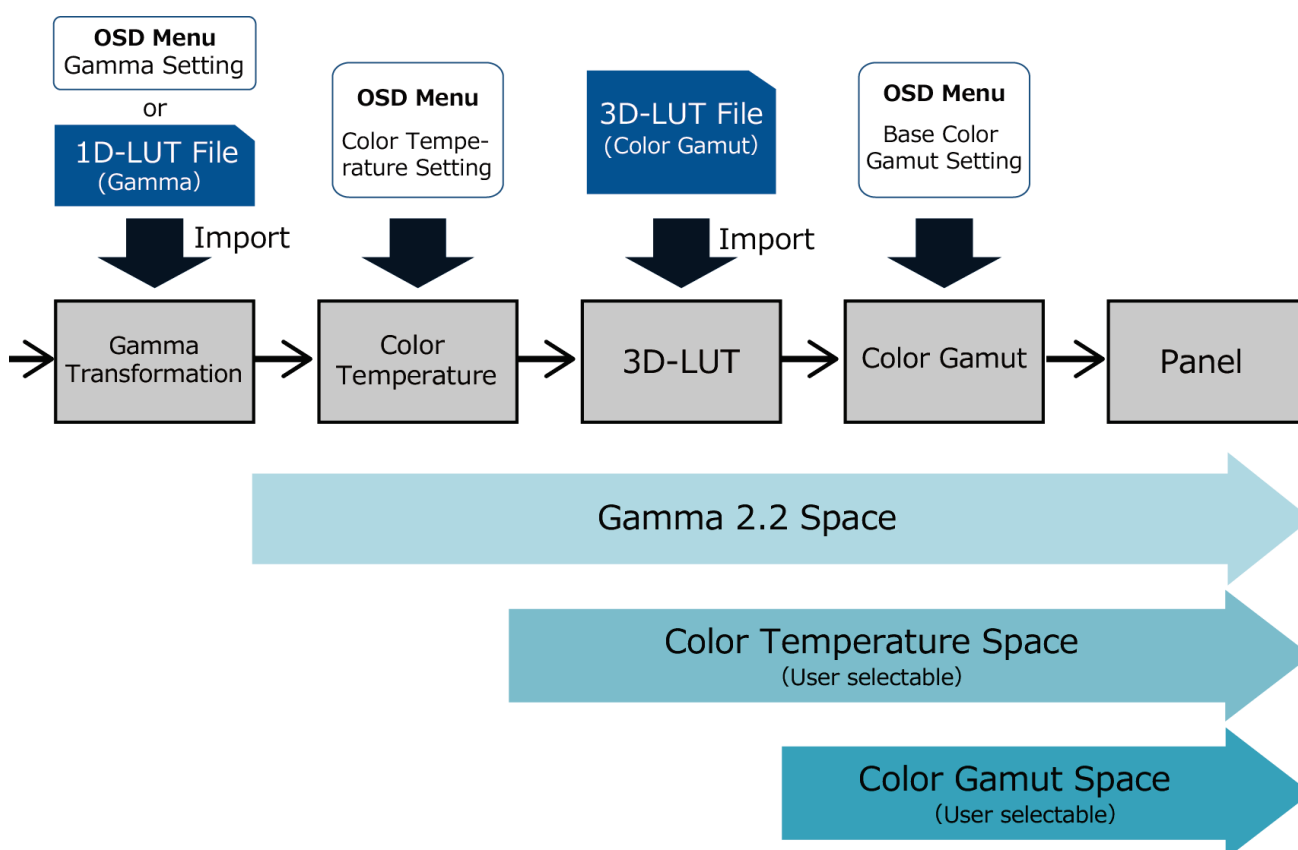 OSD Menu
Gamma Setting
or
1D-LUT File
(Gamma)
Import
OSD Menu
Color Tempe-
rature Setting
3D-LUT File
(Color Gamut)
Import
OSD Menu
Base Color
Gamut Setting
Gamma
Transformation
Color
Temperature
3D-LUT
Color Gamut
Panel
Gamma 2.2 Space
Color Temperature Space
(User selectable)
Color Gamut Space
(User selectable)